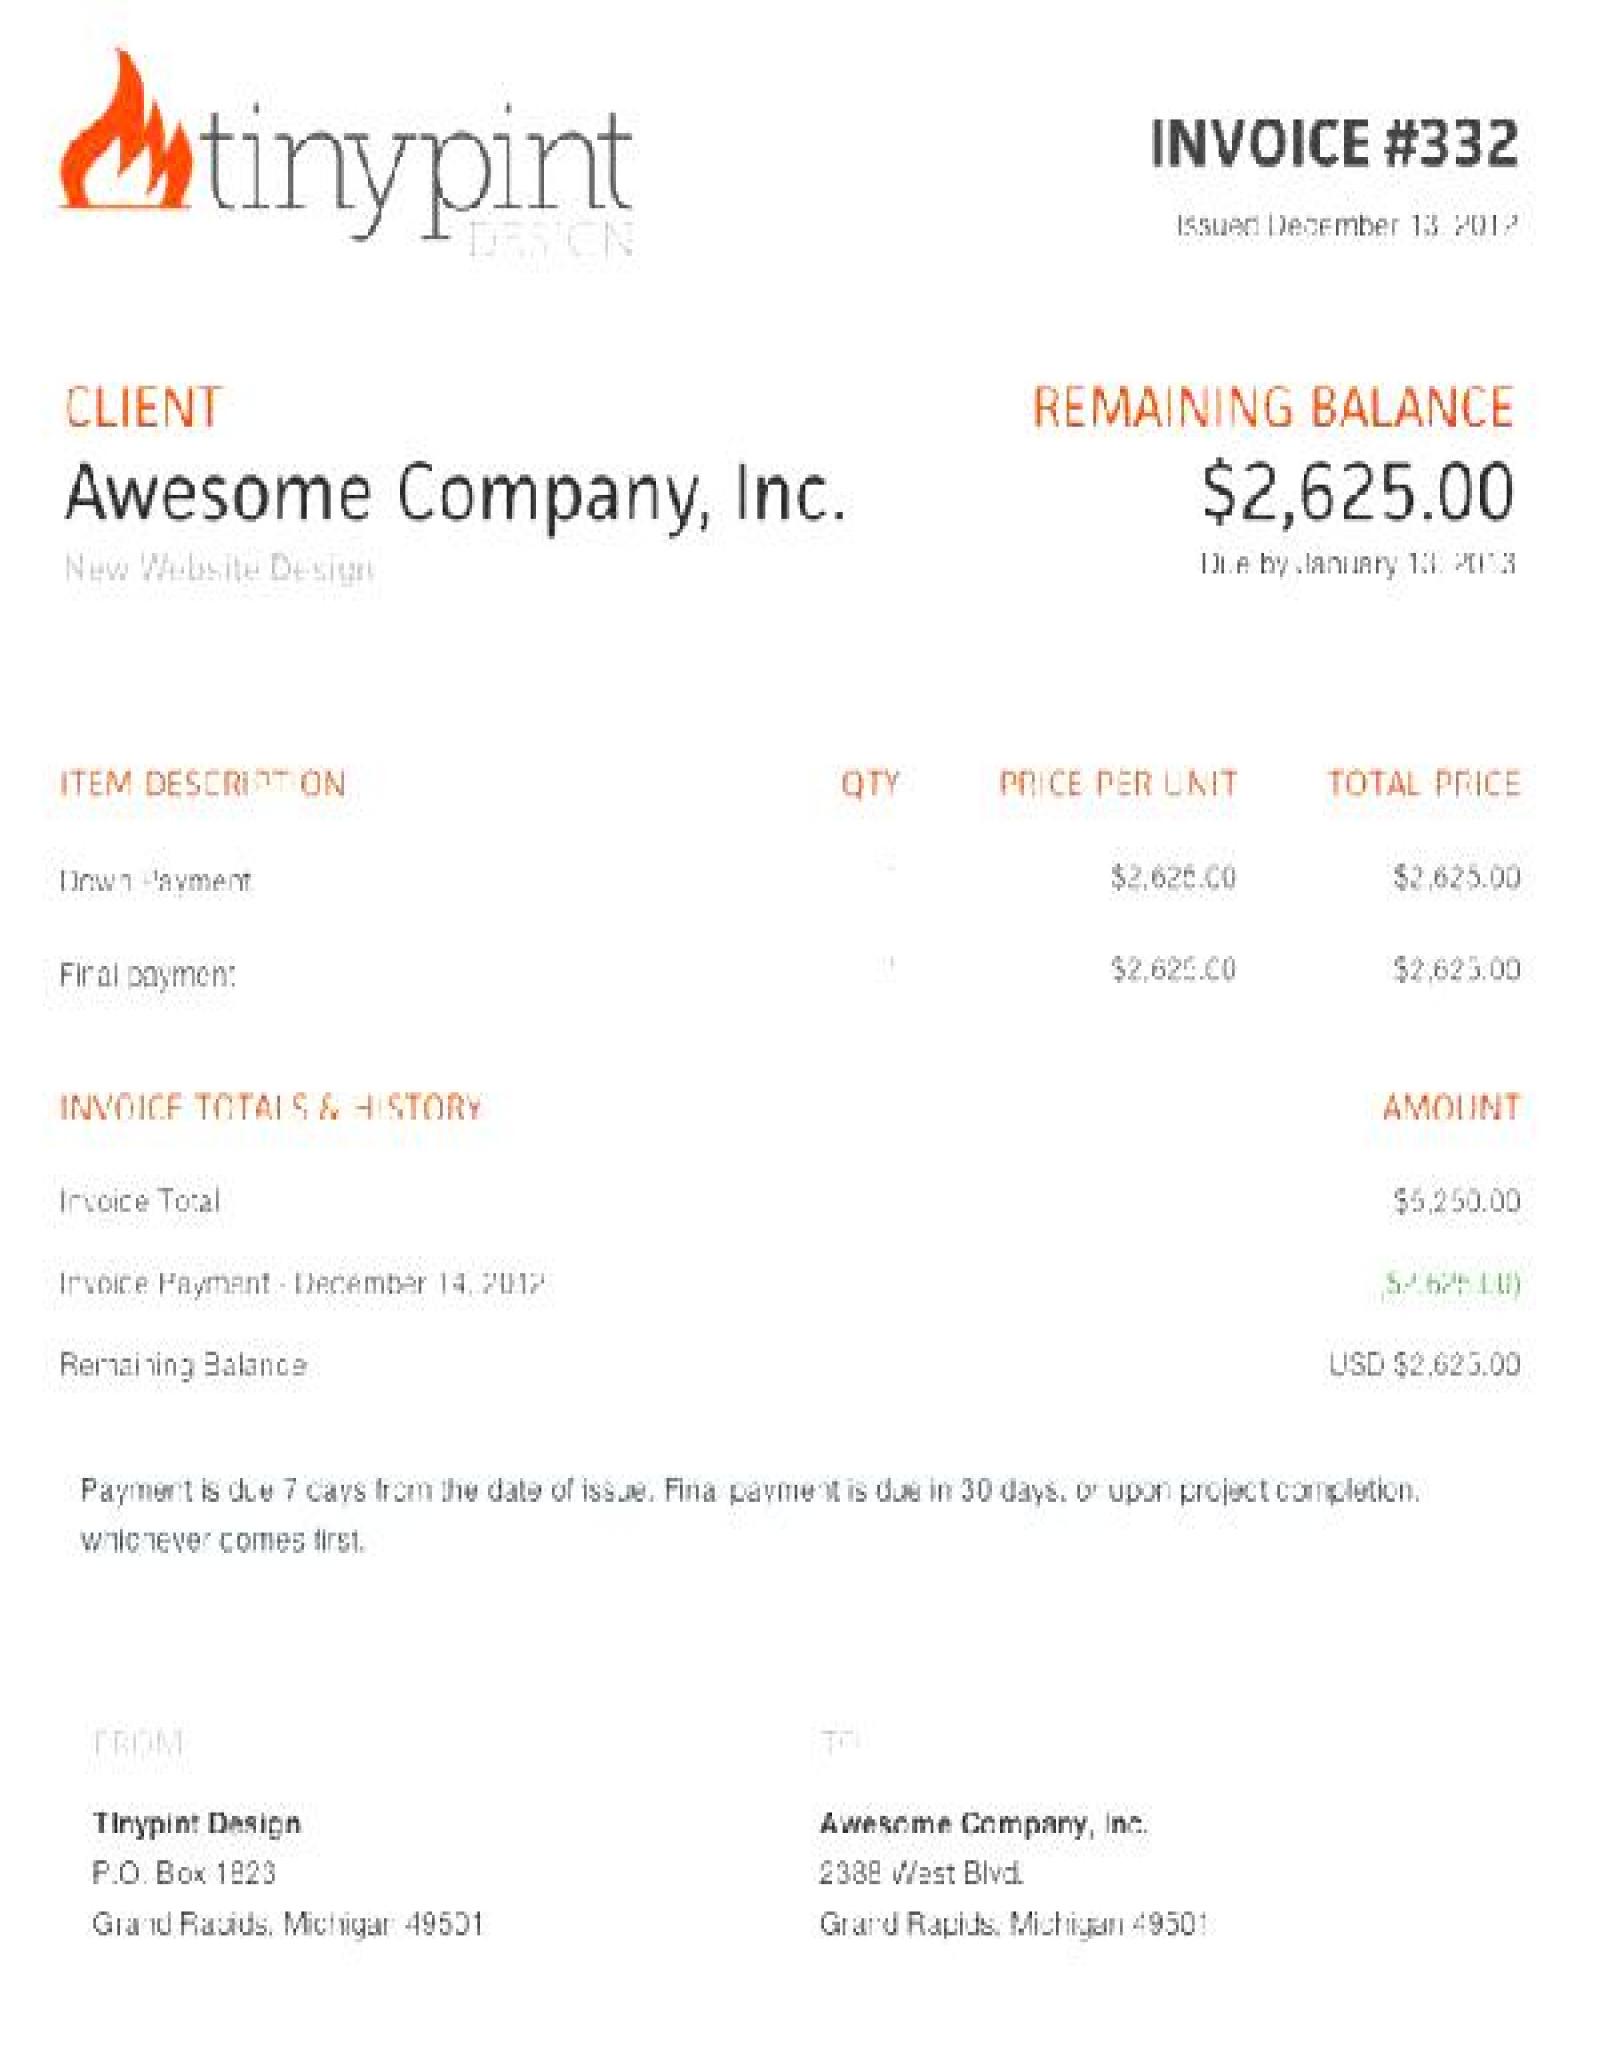 tinypint
DESIGN
INVOICE #332
Issued December 13, 2012
CLIENT
Awesome Company, Inc.
New Website Design
REMAINING BALANCE
$2,625.00
Due by January 13, 2013
ITEM DESCRIPTION QTY PRICE PER UNIT TOTAL PRICE
Down Payment $2,625.00 $2,625.00
Final payment $2,625.00 $2,625.00
INVOICE TOTALS & HISTORY AMOUNT
Invoice Total $5,250.00
Invoice Payment - December 14, 2012 ($2,625.00)
Remaining Balance USD $2,625.00
Payment is due 7 days from the date of issue. Final payment is due in 30 days, or upon project completion,
whichever comes first.
FROM
Tinypint Design
P.O. Box 1823
Grand Rapids, Michigan 49501
TO
Awesome Company, Inc.
2388 West Blvd.
Grand Rapids, Michigan 49501